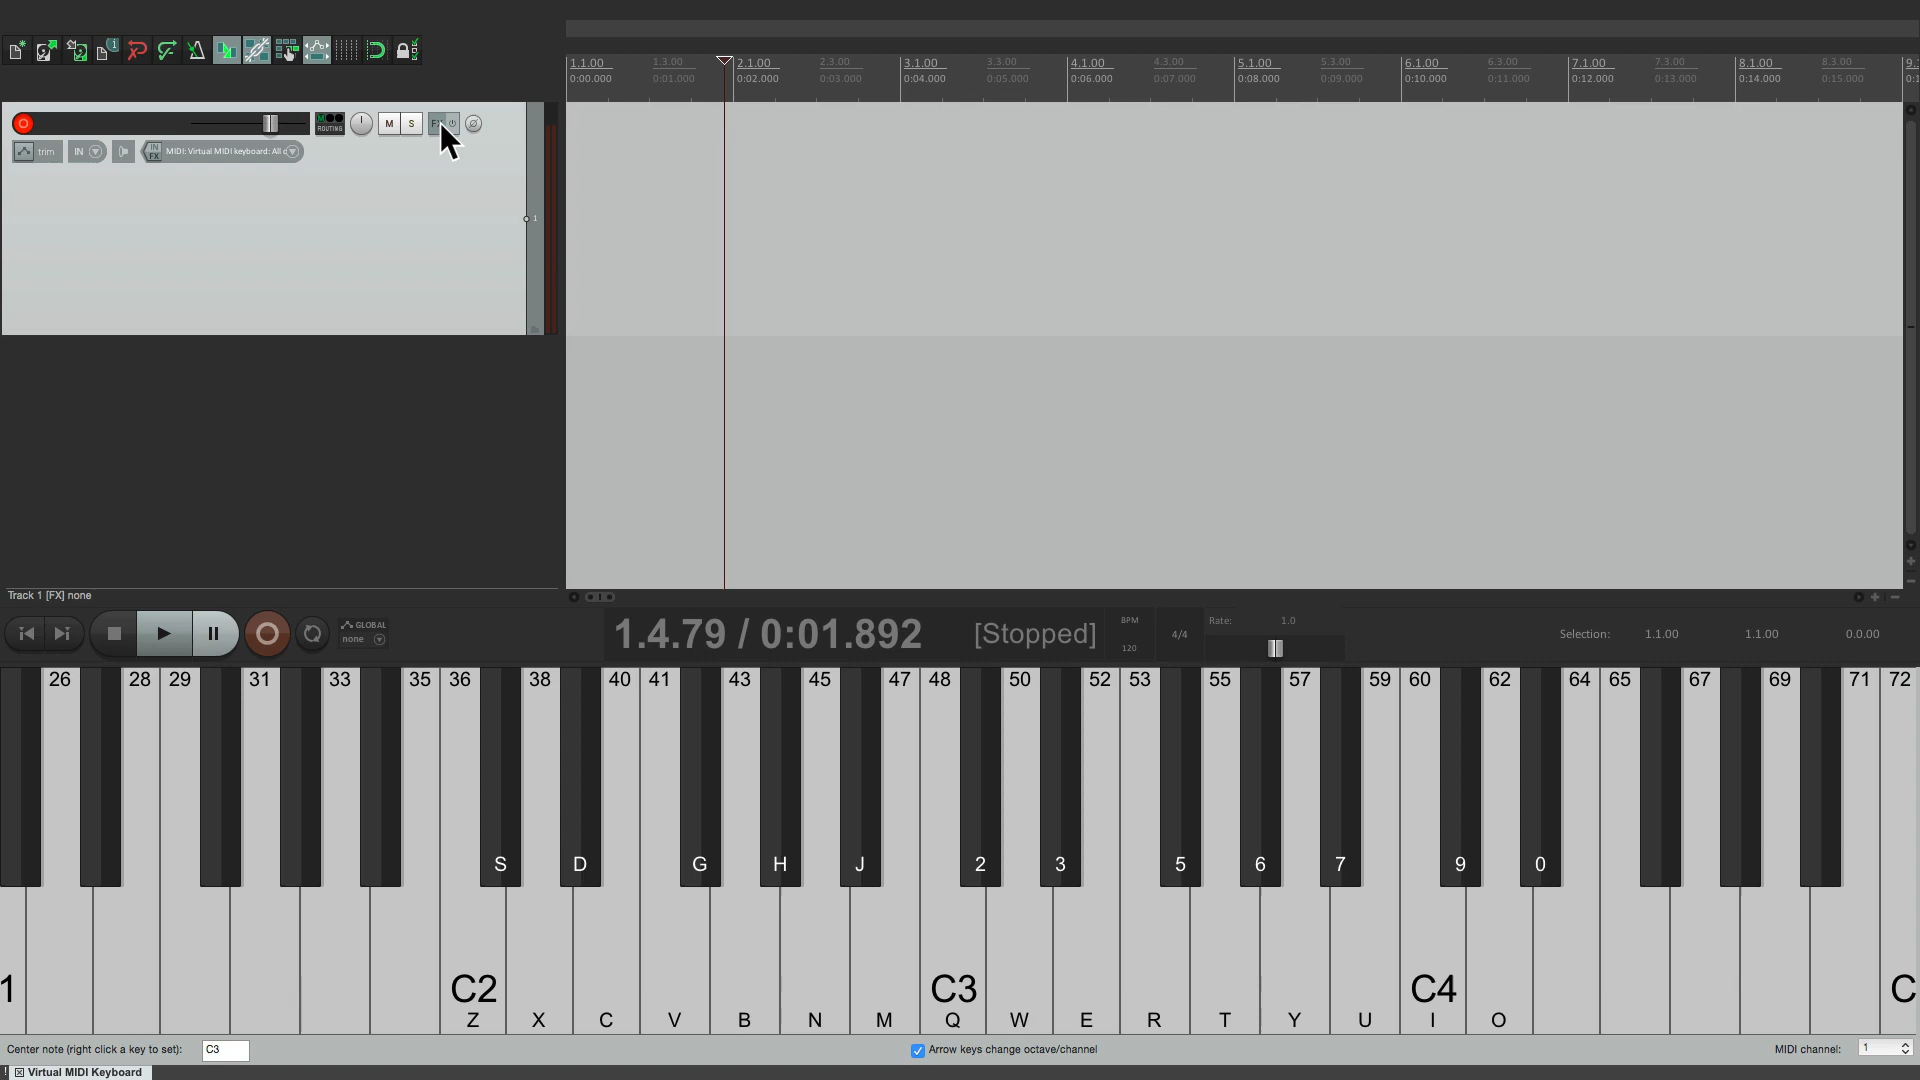 1.1.00 1.3.00 2.1.00 2.3.00 3.1.00 3.3.00 4.1.00 4.3.00 5.1.00 5.3.00 6.1.00 6.3.00 7.1.00 7.3.00 8.1.00 8.3.00 9.
0:00.000 0:01.000 0:02.000 0:03.000 0:04.000 0:05.000 0:06.000 0:07.000 0:08.000 0:09.000 0:10.000 0:11.000 0:12.000 0:13.000 0:14.000 0:15.000 0:1
ROUTING M S
trim IN IN FX MIDI: Virtual MIDI keyboard: All c
1
Track 1 [FX] none
GLOBAL
none
1.4.79 / 0:01.892 [Stopped]
BPM
120
4/4
Rate: 1.0
Selection: 1.1.00 1.1.00 0.0.00
26 28 29 31 33 35 36 38 40 41 43 45 47 48 50 52 53 55 57 59 60 62 64 65 67 69 71 72
S D G H J 2 3 5 6 7 9 0
1 C2 C3 C4 C
Z X C V B N M Q W E R T Y U I O
Center note (right click a key to set): C3 Arrow keys change octave/channel MIDI channel: 1
! Virtual MIDI Keyboard